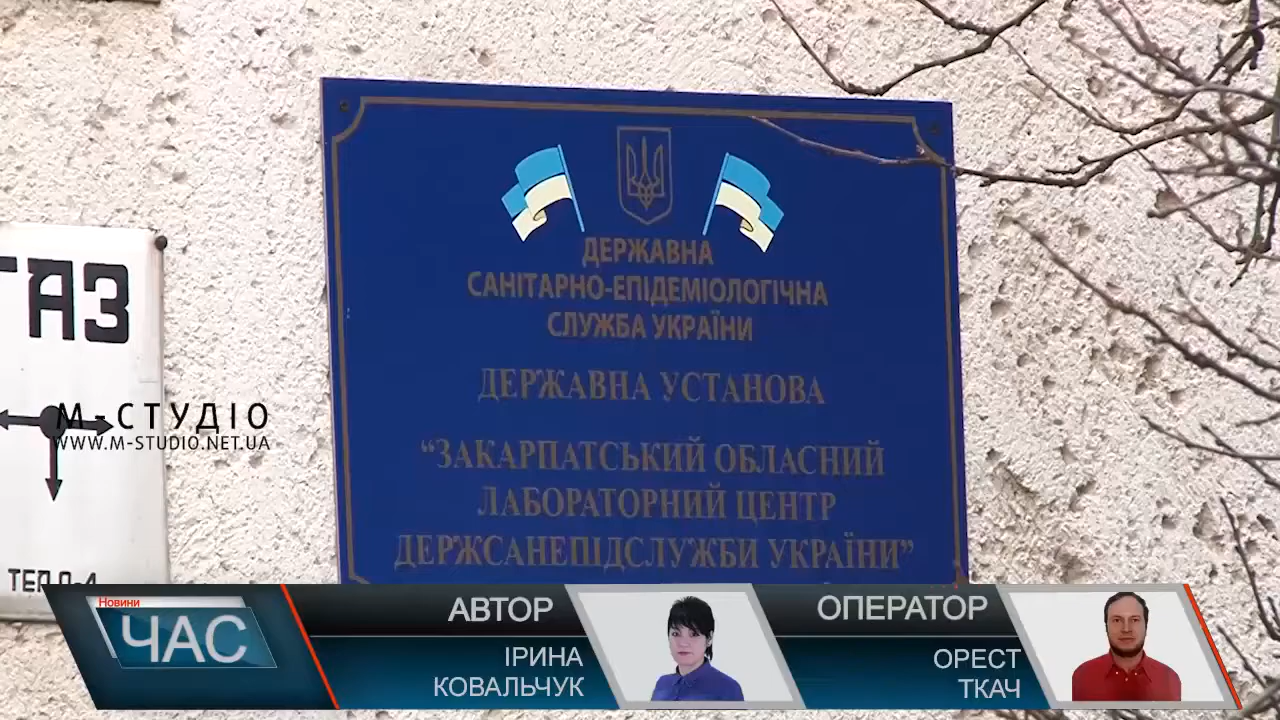 ДЕРЖАВНА
САНІТАРНО-ЕПІДЕМІОЛОГІЧНА
СЛУЖБА УКРАЇНИ
ДЕРЖАВНА УСТАНОВА
“ЗАКАРПАТСЬКИЙ ОБЛАСНИЙ
ЛАБОРАТОРНИЙ ЦЕНТР
ДЕРЖСАНЕПІДСЛУЖБИ УКРАЇНИ”
ГАЗ
М-СТУДІО
WWW.M-STUDIO.NET.UA
Новини
ЧАС
АВТОР
ІРИНА
КОВАЛЬЧУК
ОПЕРАТОР
ОРЕСТ
ТКАЧ